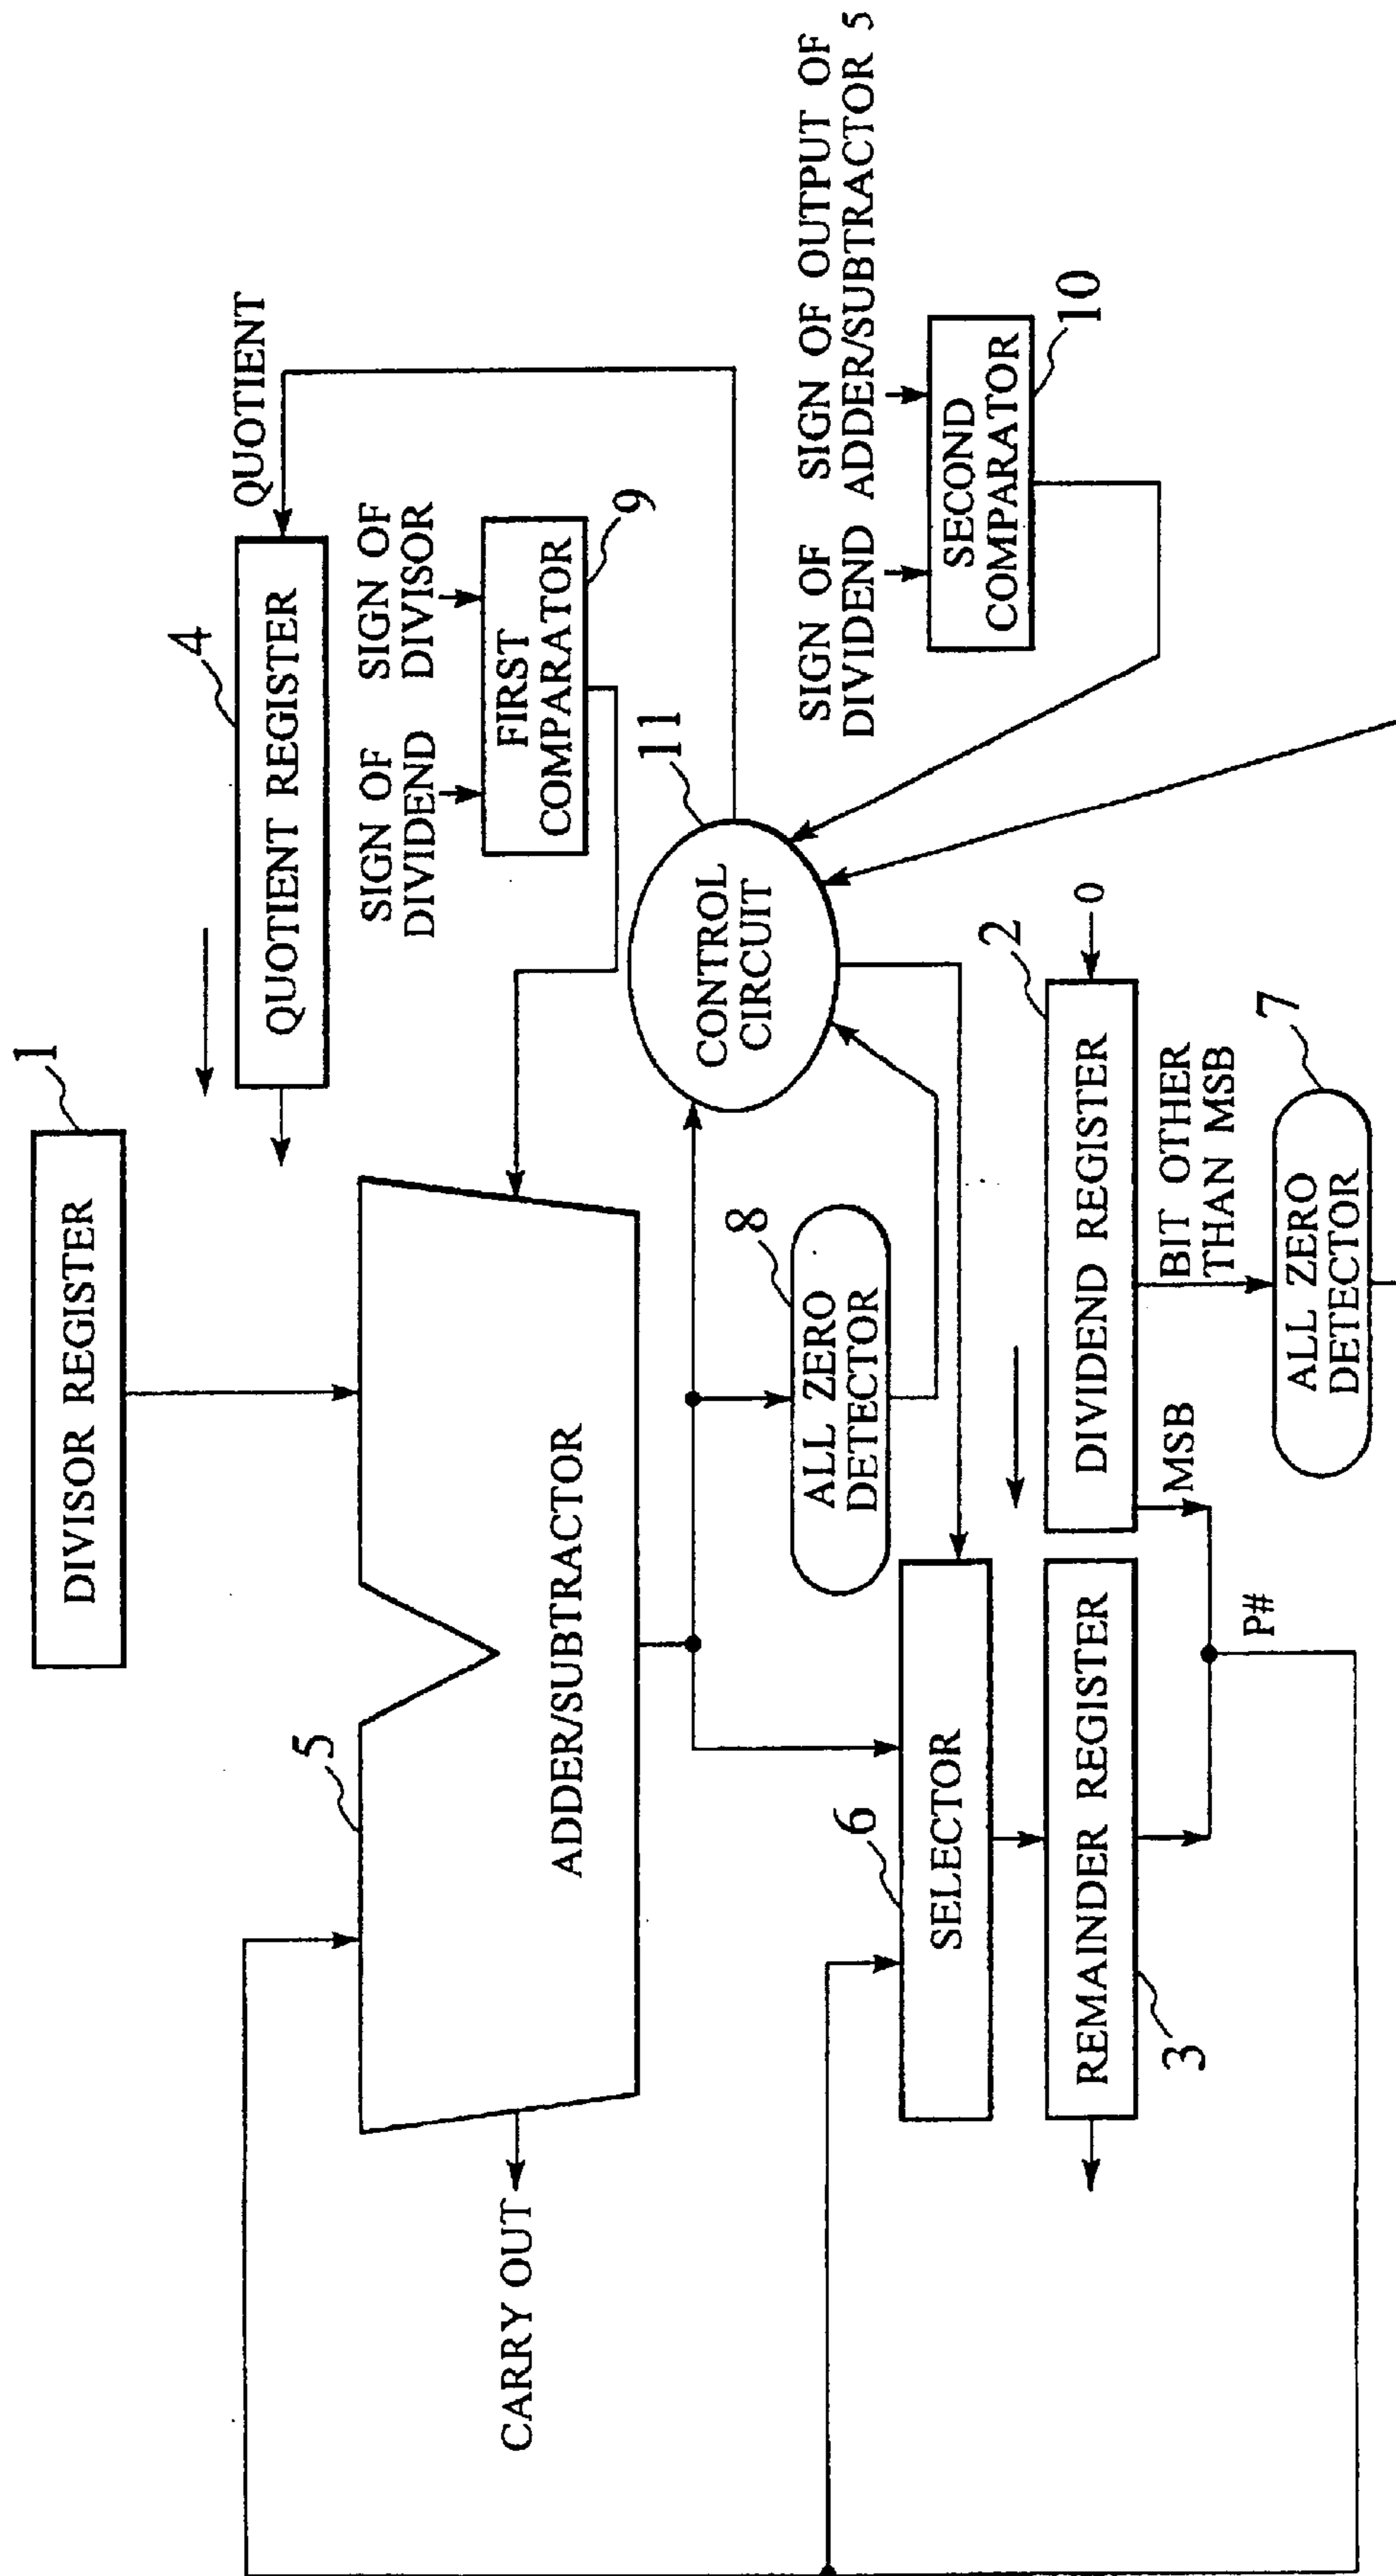 1
DIVISOR REGISTER
4
QUOTIENT REGISTER
QUOTIENT
5
ADDER/SUBTRACTOR
CARRY OUT
SIGN OF
DIVIDEND
SIGN OF
DIVISOR
FIRST
COMPARATOR
9
11
CONTROL
CIRCUIT
8
ALL ZERO
DETECTOR
SIGN OF
DIVIDEND
SIGN OF OUTPUT OF
ADDER/SUBTRACTOR 5
SECOND
COMPARATOR
10
6
SELECTOR
REMAINDER REGISTER
3
2
DIVIDEND REGISTER
0
MSB
BIT OTHER
THAN MSB
P#
7
ALL ZERO
DETECTOR